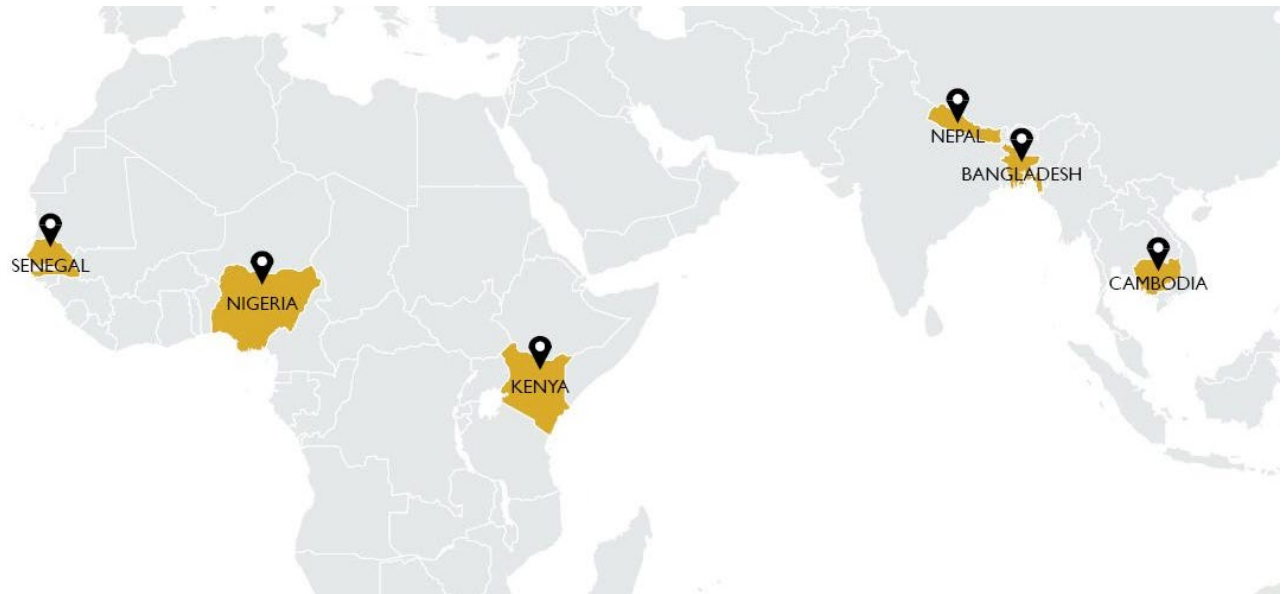 NEPAL
BANGLADESH
SENEGAL
CAMBODIA
NIGERIA
KENYA